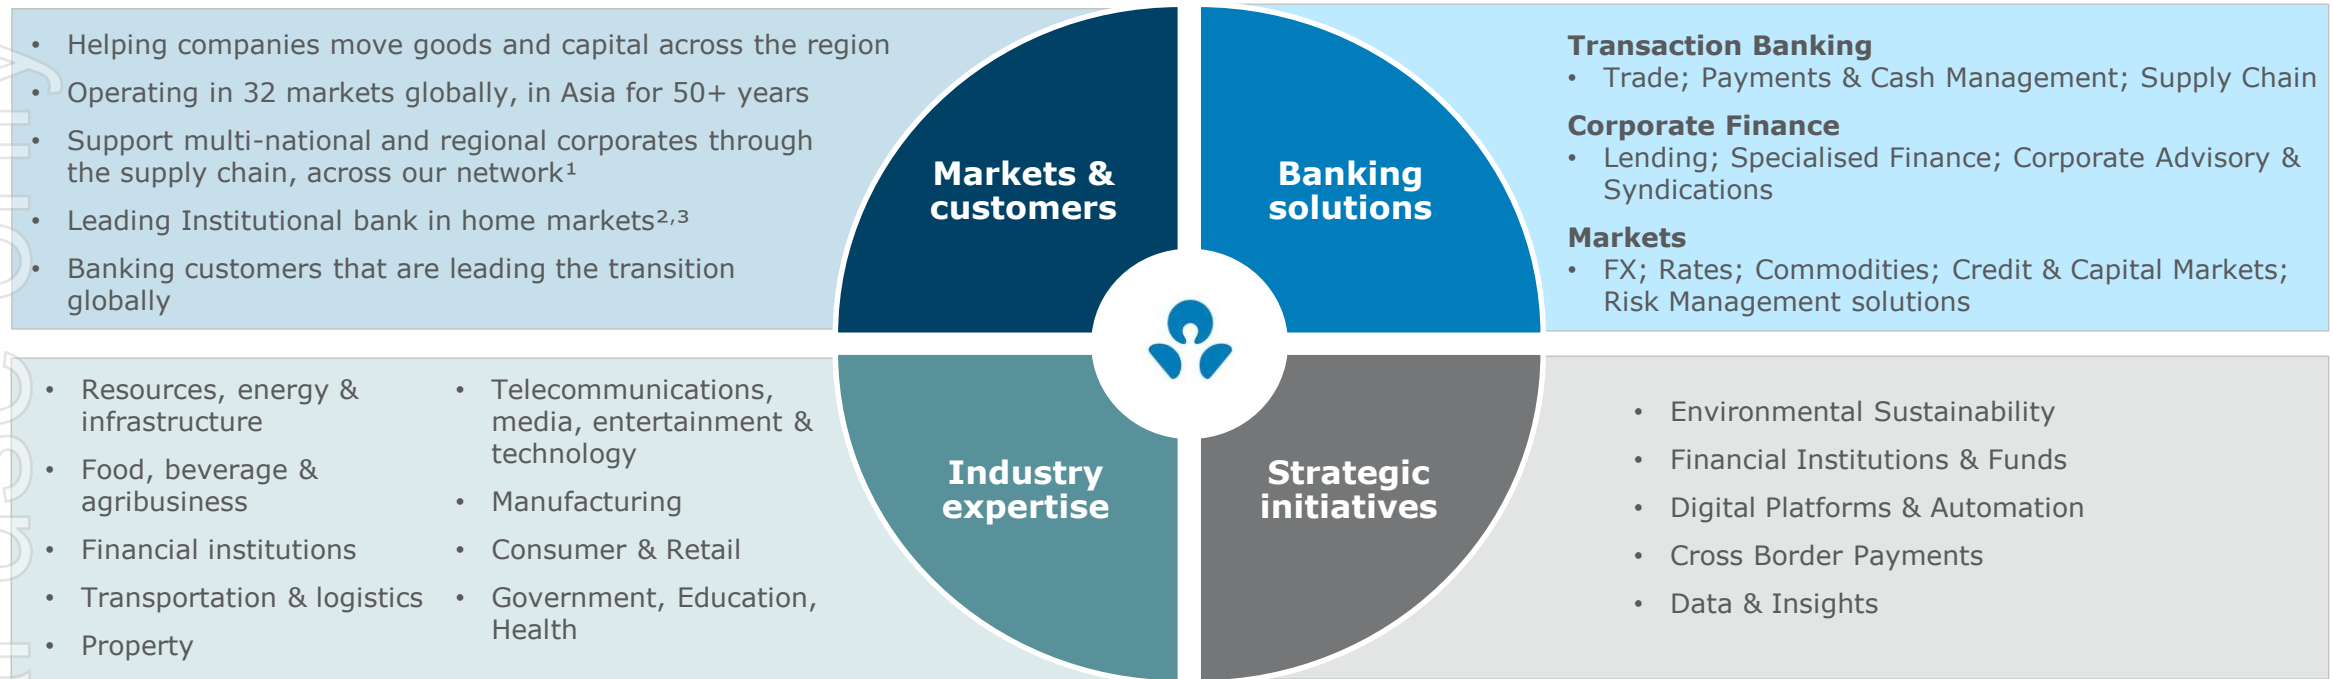 • Helping companies move goods and capital across the region
• Operating in 32 markets globally, in Asia for 50+ years
• Support multi-national and regional corporates through
the supply chain, across our network¹
• Leading Institutional bank in home markets²,³
• Banking customers that are leading the transition
globally
Markets &
customers
Banking
solutions
Transaction Banking
• Trade; Payments & Cash Management; Supply Chain
Corporate Finance
• Lending; Specialised Finance; Corporate Advisory &
Syndications
Markets
• FX; Rates; Commodities; Credit & Capital Markets;
Risk Management solutions
• Resources, energy &
infrastructure
• Food, beverage &
agribusiness
• Financial institutions
• Transportation & logistics
• Property
• Telecommunications,
media, entertainment &
technology
• Manufacturing
• Consumer & Retail
• Government, Education,
Health
Industry
expertise
Strategic
initiatives
• Environmental Sustainability
• Financial Institutions & Funds
• Digital Platforms & Automation
• Cross Border Payments
• Data & Insights